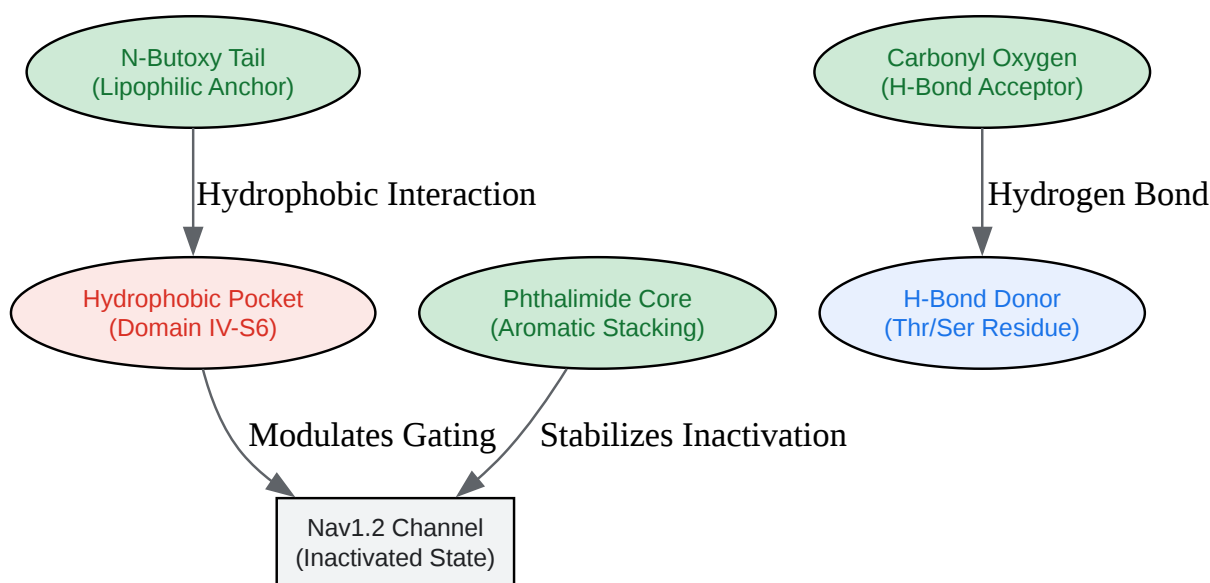 N-Butoxy Tail
(Lipophilic Anchor)
Carbonyl Oxygen
(H-Bond Acceptor)
Hydrophobic Interaction
Hydrogen Bond
Hydrophobic Pocket
(Domain IV-S6)
Phthalimide Core
(Aromatic Stacking)
H-Bond Donor
(Thr/Ser Residue)
Modulates Gating
Stabilizes Inactivation
Nav1.2 Channel
(Inactivated State)